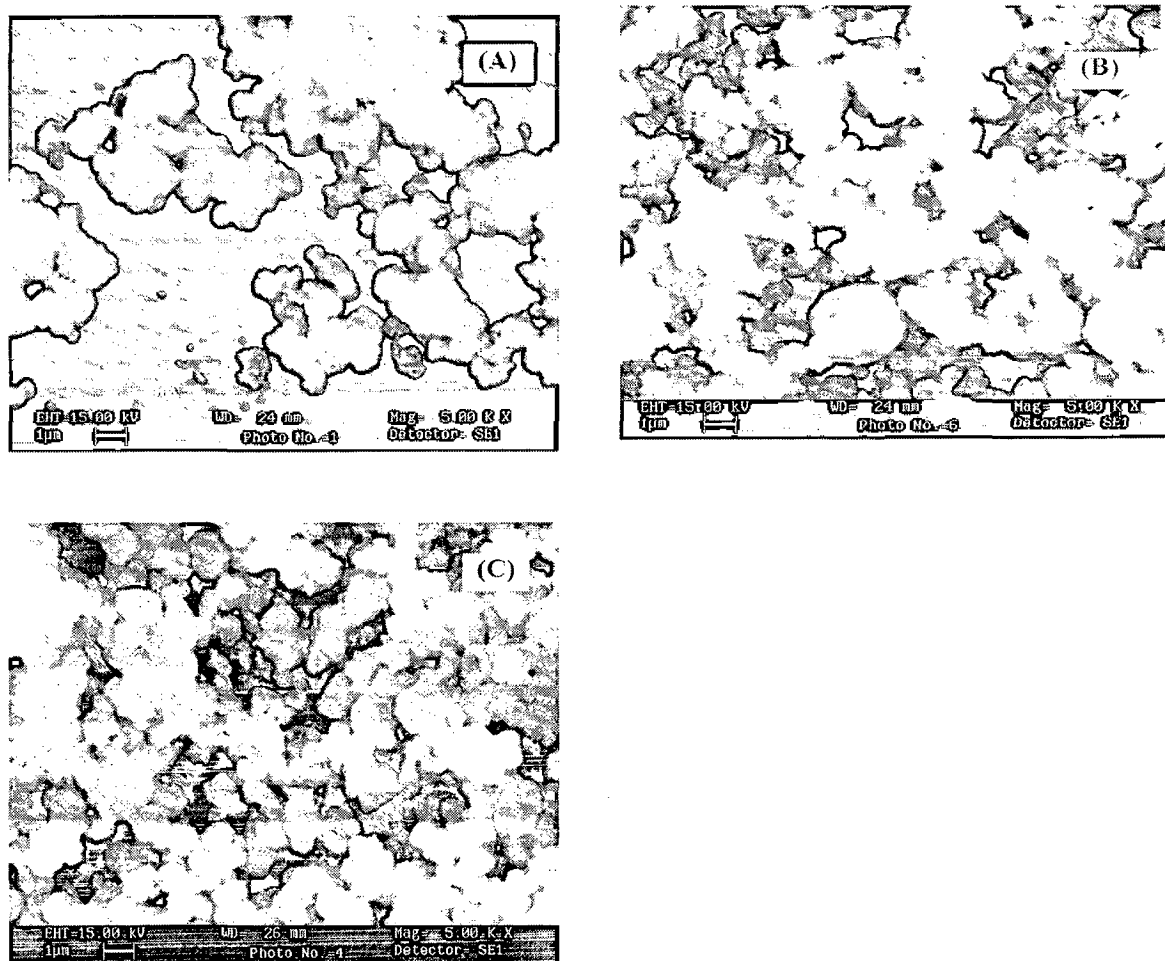 (A)
EHT=15.00 kV WD= 24 mm Mag= 5.00 K X
1µm Photo No.=1 Detector= SE1
(B)
EHT=15.00 kV WD= 24 mm Mag= 5.00 K X
1µm Photo No.=6 Detector= SE1
(C)
EHT=15.00 kV WD= 26 mm Mag= 5.00 K X
1µm Photo No.=4 Detector= SE1